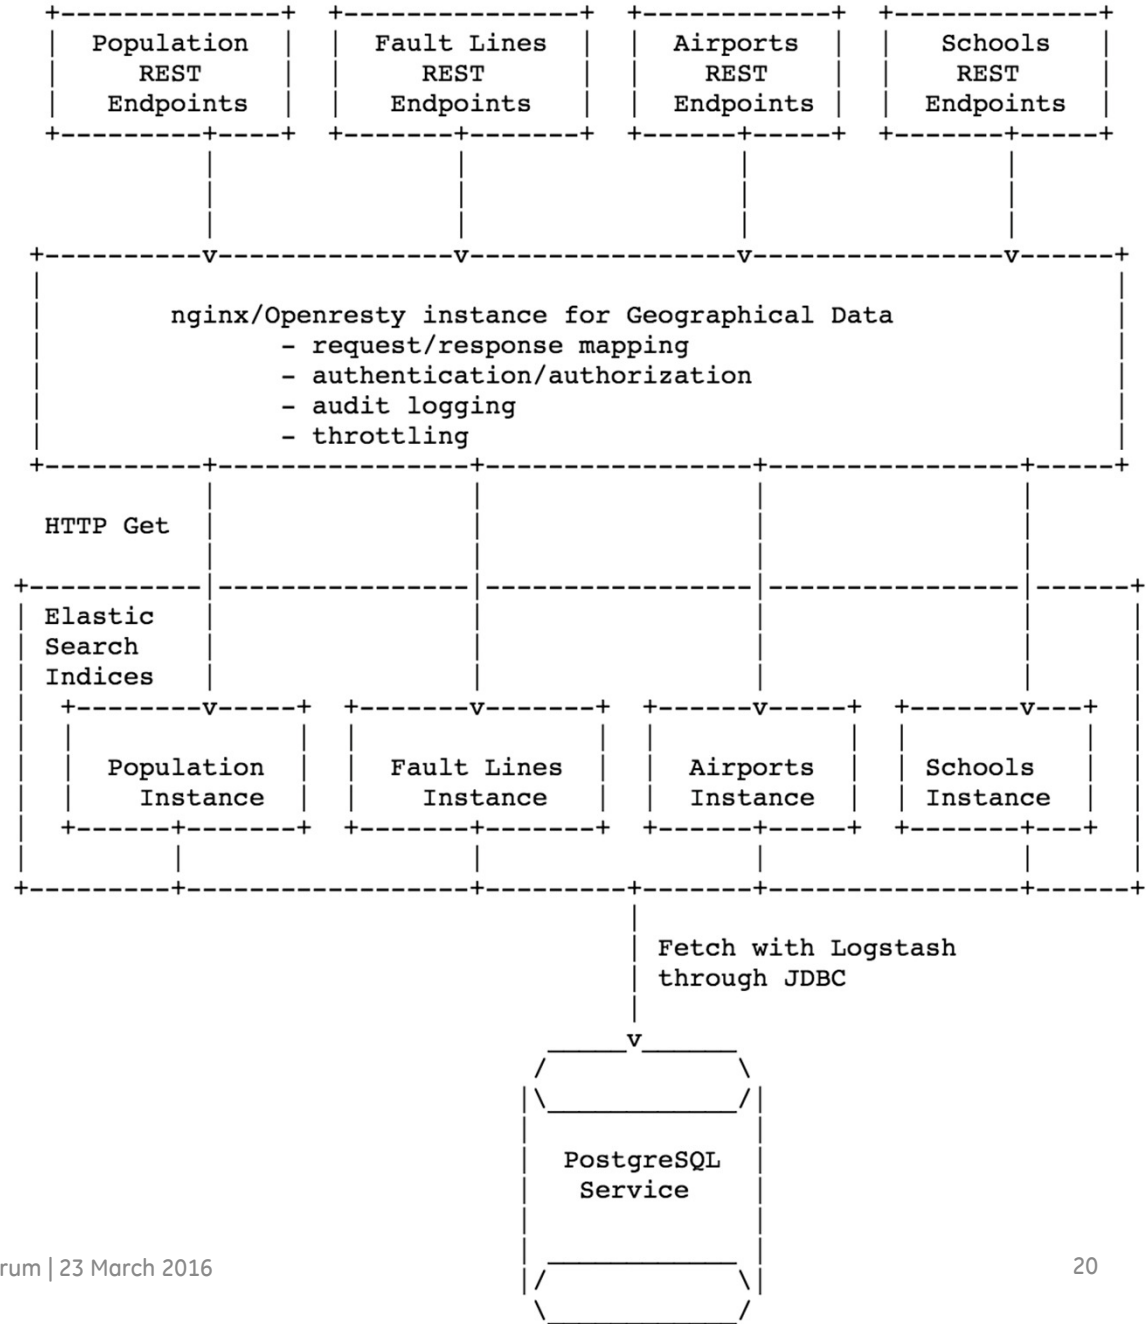 Population Fault Lines Airports Schools
REST REST REST REST
Endpoints Endpoints Endpoints Endpoints
nginx/Openresty instance for Geographical Data
- request/response mapping
- authentication/authorization
- audit logging
- throttling
HTTP Get
Elastic
Search
Indices
Population Fault Lines Airports Schools
Instance Instance Instance Instance
Fetch with Logstash
through JDBC
PostgreSQL
Service
rum | 23 March 2016 20